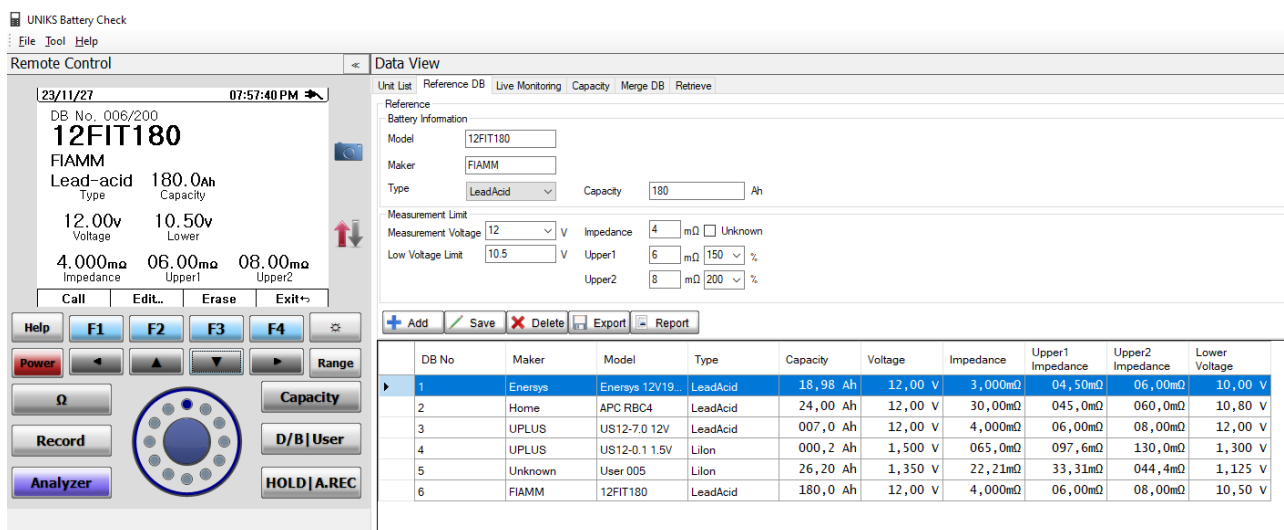 UNIKS Battery Check
File Tool Help
Remote Control
23/11/27 07:57:40 PM
DB No. 006/200
12FIT180
FIAMM
Lead-acid 180.0Ah
Type Capacity
12.00v 10.50v
Voltage Lower
4.000mΩ 06.00mΩ 08.00mΩ
Impedance Upper1 Upper2
Call Edit... Erase Exit
Help F1 F2 F3 F4
Power Range
Ω Capacity
Record D/B|User
Analyzer HOLD|A.REC
Data View
Unit List Reference DB Live Monitoring Capacity Merge DB Retrieve
Reference
Battery Information
Model 12FIT180
Maker FIAMM
Type LeadAcid Capacity 180 Ah
Measurement Limit
Measurement Voltage 12 V Impedance 4 mΩ Unknown
Low Voltage Limit 10.5 V Upper1 6 mΩ 150 %
Upper2 8 mΩ 200 %
Add Save Delete Export Report
DB No Maker Model Type Capacity Voltage Impedance Upper1 Impedance Upper2 Impedance Lower Voltage
1 Enersys Enersys 12V19... LeadAcid 18,98 Ah 12,00 V 3,000mΩ 04,50mΩ 06,00mΩ 10,00 V
2 Home APC RBC4 LeadAcid 24,00 Ah 12,00 V 30,00mΩ 045,0mΩ 060,0mΩ 10,80 V
3 UPLUS US12-7.0 12V LeadAcid 007,0 Ah 12,00 V 4,000mΩ 06,00mΩ 08,00mΩ 12,00 V
4 UPLUS US12-0.1 1.5V LiIon 000,2 Ah 1,500 V 065,0mΩ 097,6mΩ 130,0mΩ 1,300 V
5 Unknown User 005 LiIon 26,20 Ah 1,350 V 22,21mΩ 33,31mΩ 044,4mΩ 1,125 V
6 FIAMM 12FIT180 LeadAcid 180,0 Ah 12,00 V 4,000mΩ 06,00mΩ 08,00mΩ 10,50 V